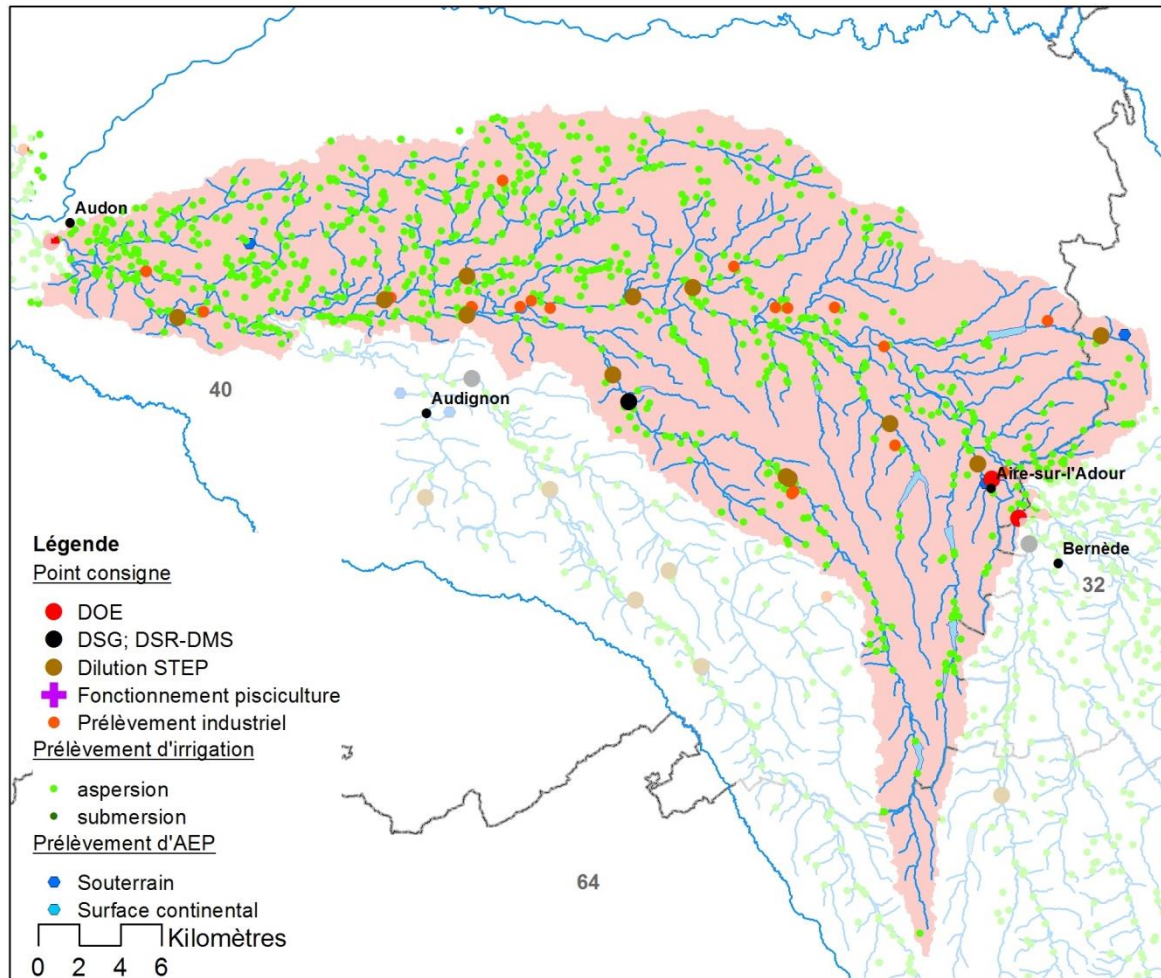 Audon
40
Audignon
Aire-sur-l'Adour
Bernède
32
64
Légende
Point consigne
DOE
DSG; DSR-DMS
Dilution STEP
Fonctionnement pisciculture
Prélèvement industriel
Prélèvement d'irrigation
aspersion
submersion
Prélèvement d'AEP
Souterrain
Surface continental
Kilomètres
0 2 4 6